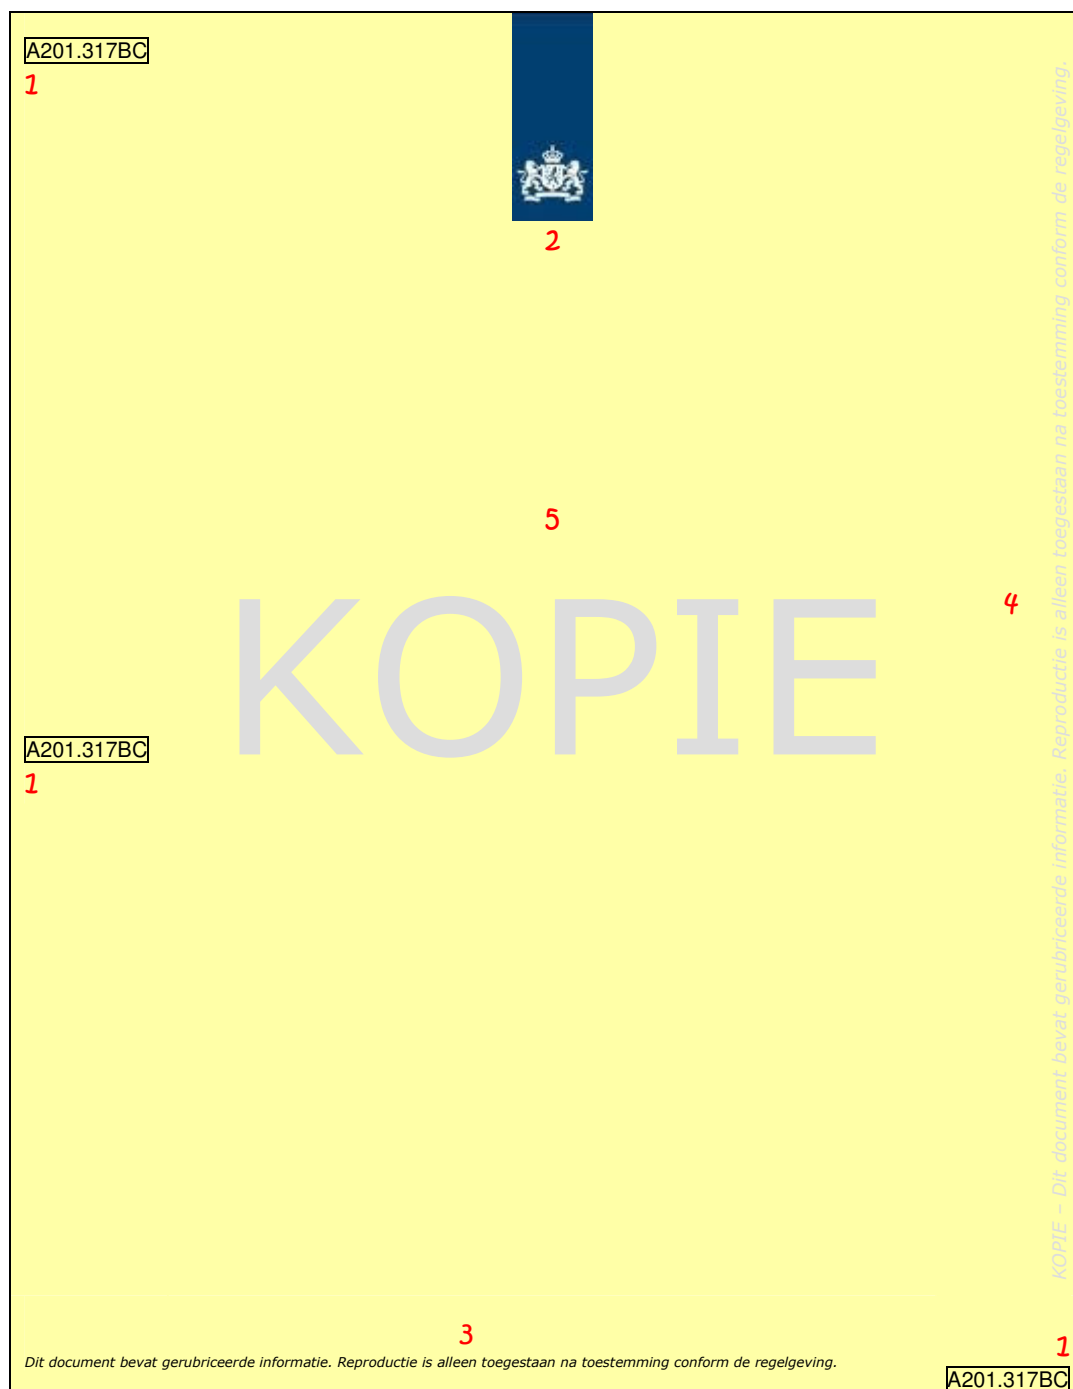 A201.317BC
1
2
5
KOPIE
4
A201.317BC
1
KOPIE – Dit document bevat gerubriceerde informatie. Reproductie is alleen toegestaan na toestemming conform de regelgeving.
3
Dit document bevat gerubriceerde informatie. Reproductie is alleen toegestaan na toestemming conform de regelgeving.
1
A201.317BC